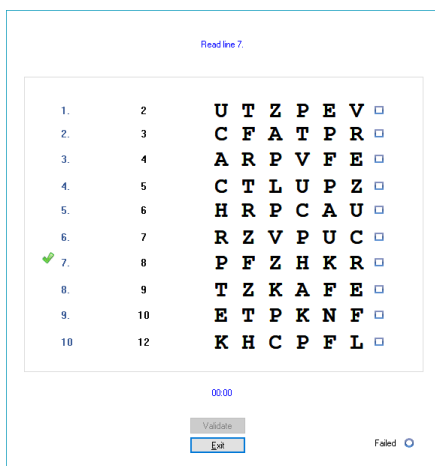 Read line 7.
1. 2 U T Z P E V
2. 3 C F A T P R
3. 4 A R P V F E
4. 5 C T L U P Z
5. 6 H R P C A U
6. 7 R Z V P U C
7. 8 P F Z H K R
8. 9 T Z K A F E
9. 10 E T P K N F
10 12 K H C P F L
00:00
Validate
Exit
Failed